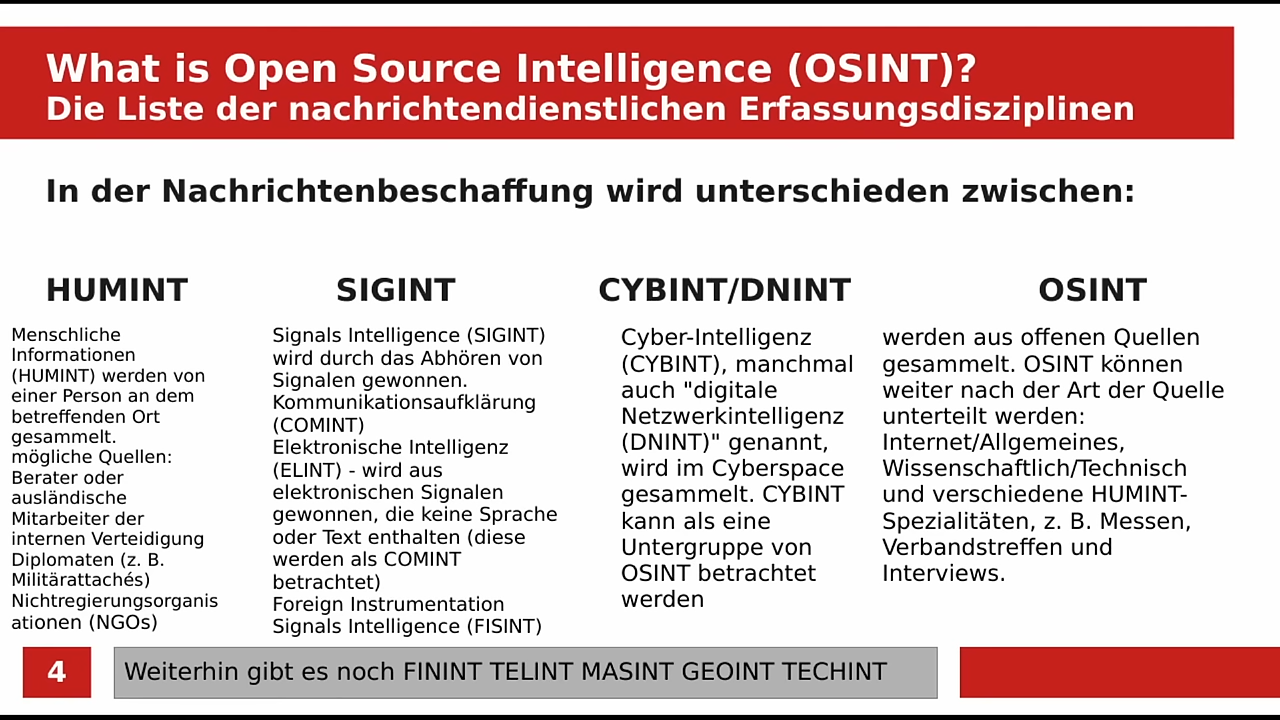 What is Open Source Intelligence (OSINT)?
Die Liste der nachrichtendienstlichen Erfassungsdisziplinen
In der Nachrichtenbeschaffung wird unterschieden zwischen:
HUMINT
Menschliche
Informationen
(HUMINT) werden von
einer Person an dem
betreffenden Ort
gesammelt.
mögliche Quellen:
Berater oder
ausländische
Mitarbeiter der
internen Verteidigung
Diplomaten (z. B.
Militärattachés)
Nichtregierungsorganis
ationen (NGOs)
SIGINT
Signals Intelligence (SIGINT)
wird durch das Abhören von
Signalen gewonnen.
Kommunikationsaufklärung
(COMINT)
Elektronische Intelligenz
(ELINT) - wird aus
elektronischen Signalen
gewonnen, die keine Sprache
oder Text enthalten (diese
werden als COMINT
betrachtet)
Foreign Instrumentation
Signals Intelligence (FISINT)
CYBINT/DNINT
Cyber-Intelligenz
(CYBINT), manchmal
auch "digitale
Netzwerkintelligenz
(DNINT)" genannt,
wird im Cyberspace
gesammelt. CYBINT
kann als eine
Untergruppe von
OSINT betrachtet
werden
OSINT
werden aus offenen Quellen
gesammelt. OSINT können
weiter nach der Art der Quelle
unterteilt werden:
Internet/Allgemeines,
Wissenschaftlich/Technisch
und verschiedene HUMINT-
Spezialitäten, z. B. Messen,
Verbandstreffen und
Interviews.
4
Weiterhin gibt es noch FININT TELINT MASINT GEOINT TECHINT